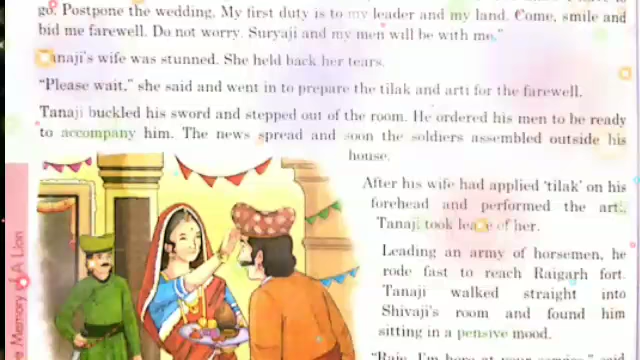 go. Postpone the wedding. My first duty is to my leader and my land. Come, smile and
bid me farewell. Do not worry. Suryaji and my men will be with me."
Tanaji's wife was stunned. She held back her tears.
"Please wait," she said and went in to prepare the tilak and arti for the farewell.
Tanaji buckled his sword and stepped out of the room. He ordered his men to be ready
to accompany him. The news spread and soon the soldiers assembled outside his
house.
After his wife had applied 'tilak' on his
forehead and performed the arti,
Tanaji took leave of her.
Leading an army of horsemen, he
rode fast to reach Raigarh fort.
Tanaji walked straight into
Shivaji's room and found him
sitting in a pensive mood.
said
Memory of A Lion